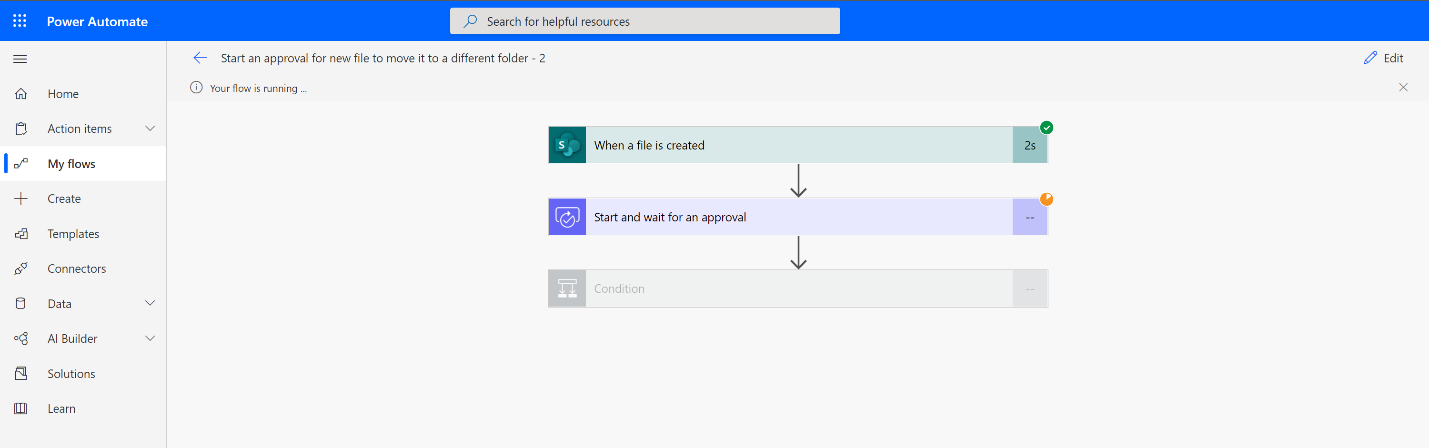 Power Automate
Search for helpful resources
Start an approval for new file to move it to a different folder - 2
Edit
Your flow is running ...
Home
Action items
My flows
Create
Templates
Connectors
Data
AI Builder
Solutions
Learn
S
When a file is created
2s
Start and wait for an approval
--
Condition
--